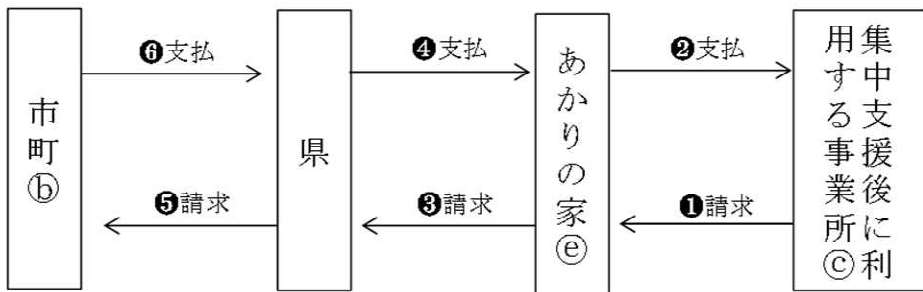 市町ⓑ
❻支払
❺請求
県
❹支払
❸請求
あかりの家ⓔ
❷支払
❶請求
集中支援後に利
用する事業所ⓒ